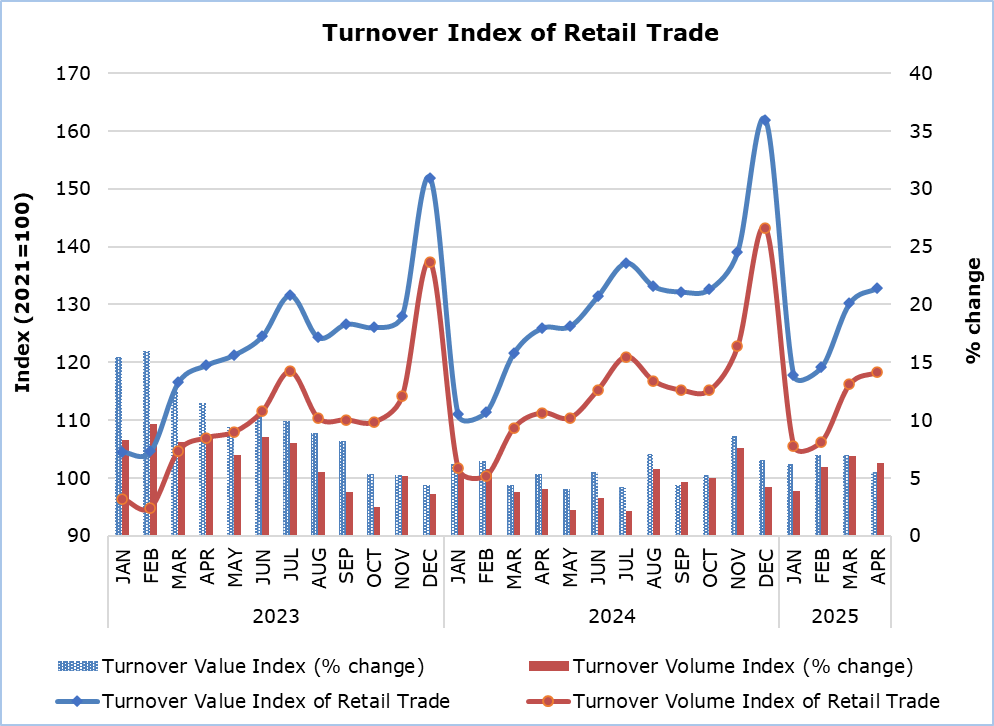 Turnover Index of Retail Trade
170
160
150
140
130
120
110
100
90
Index (2021=100)
40
35
30
25
20
15
10
5
0
% change
JAN FEB MAR APR MAY JUN JUL AUG SEP OCT NOV DEC JAN FEB MAR APR MAY JUN JUL AUG SEP OCT NOV DEC JAN FEB MAR APR
2023 2024 2025
Turnover Value Index (% change) Turnover Volume Index (% change)
Turnover Value Index of Retail Trade Turnover Volume Index of Retail Trade